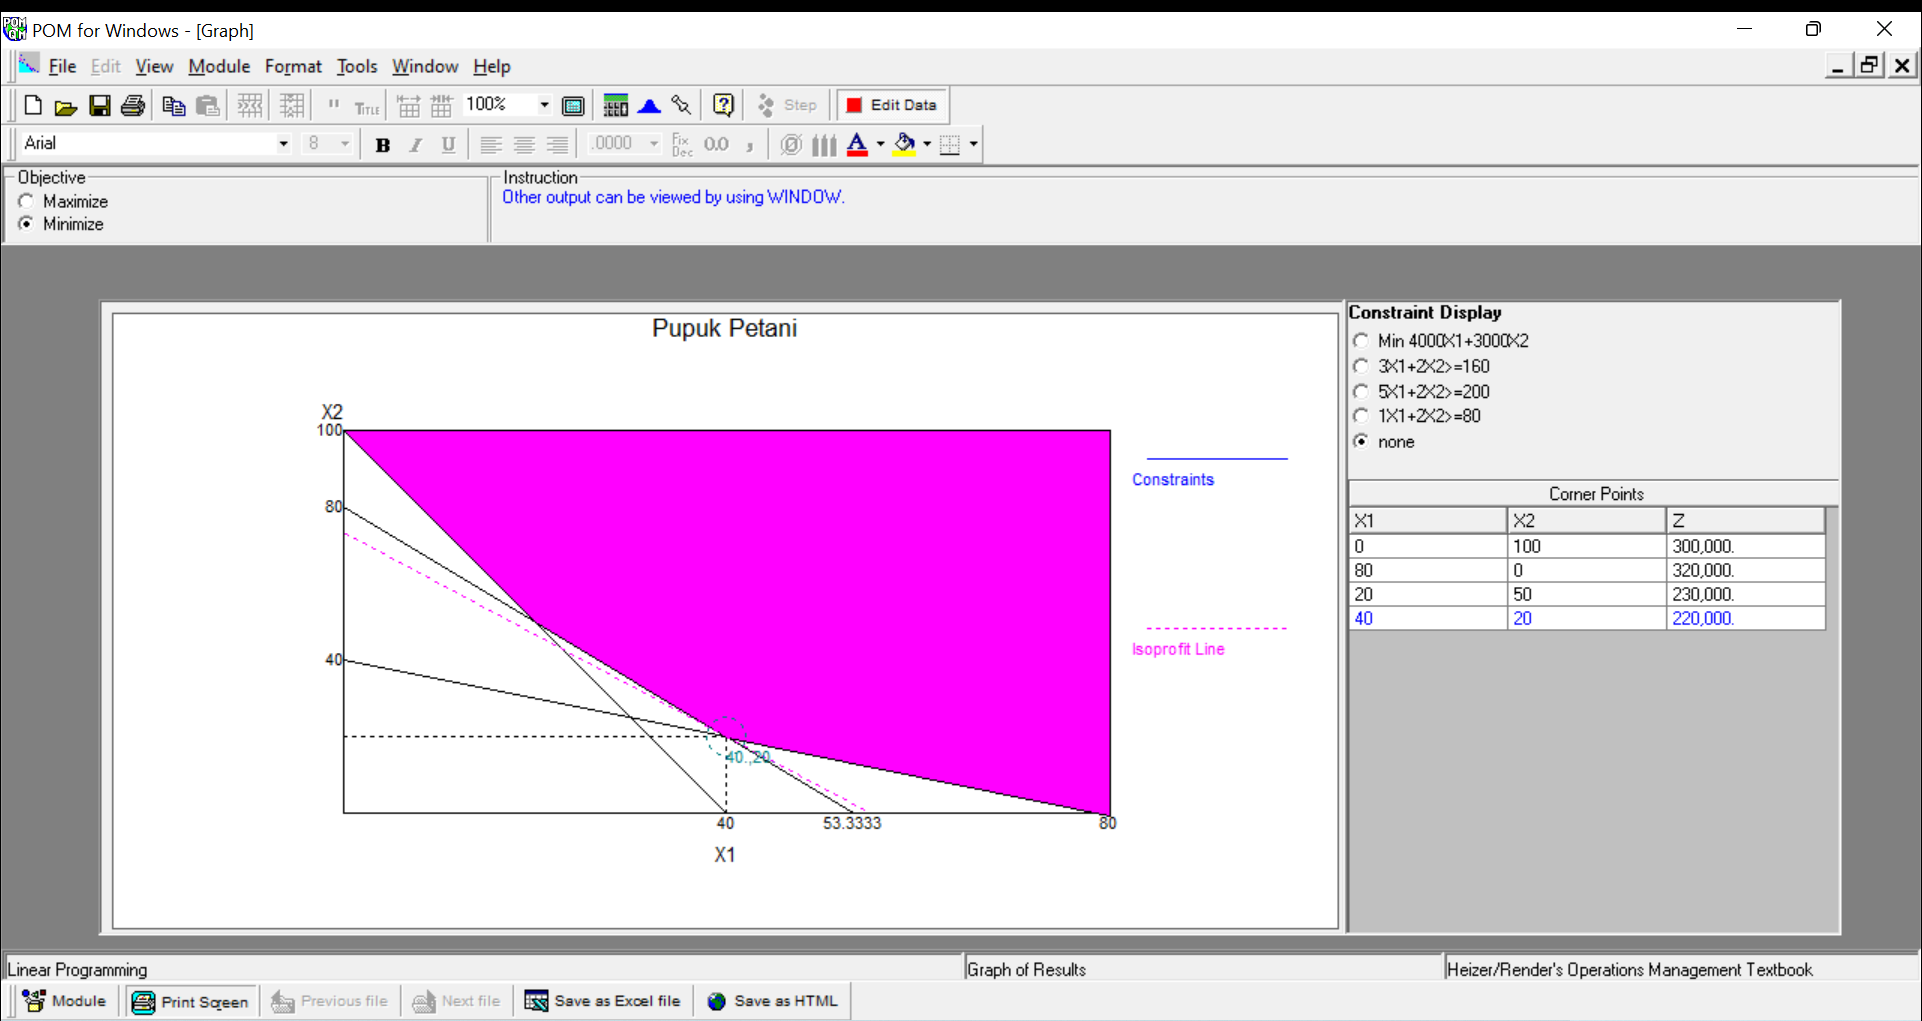 POM for Windows - [Graph]
File Edit View Module Format Tools Window Help
" TITLE 100% Step Edit Data
Arial 8 B I U .0000 Fix Dec 0.0 , A
Objective
Maximize
Minimize
Instruction
Other output can be viewed by using WINDOW.
Pupuk Petani
X2
100
80
40
40.,20
40 53.3333 80
X1
Constraints
Isoprofit Line
Constraint Display
Min 4000X1+3000X2
3X1+2X2>=160
5X1+2X2>=200
1X1+2X2>=80
none
Corner Points
X1 X2 Z
0 100 300,000.
80 0 320,000.
20 50 230,000.
40 20 220,000.
Linear Programming Graph of Results Heizer/Render's Operations Management Textbook
Module Print Screen Previous file Next file Save as Excel file Save as HTML